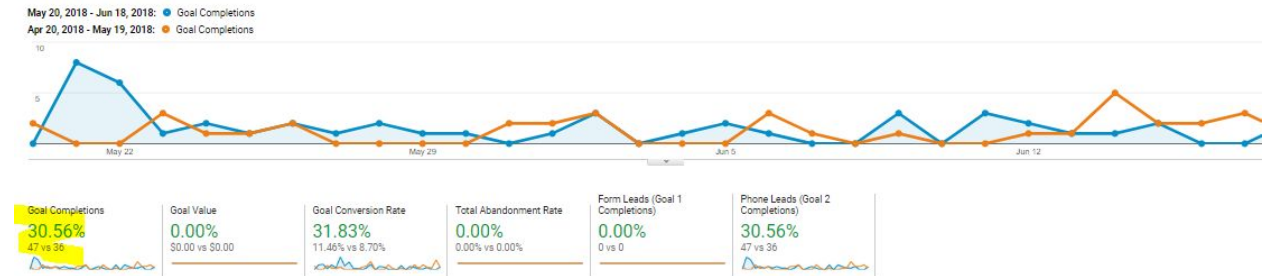 May 20, 2018 - Jun 18, 2018: Goal Completions
Apr 20, 2018 - May 19, 2018: Goal Completions
10
5
May 22 May 29 Jun 5 Jun 12
Goal Completions
30.56%
47 vs 36
Goal Value
0.00%
$0.00 vs $0.00
Goal Conversion Rate
31.83%
11.46% vs 8.70%
Total Abandonment Rate
0.00%
0.00% vs 0.00%
Form Leads (Goal 1
Completions)
0.00%
0 vs 0
Phone Leads (Goal 2
Completions)
30.56%
47 vs 36